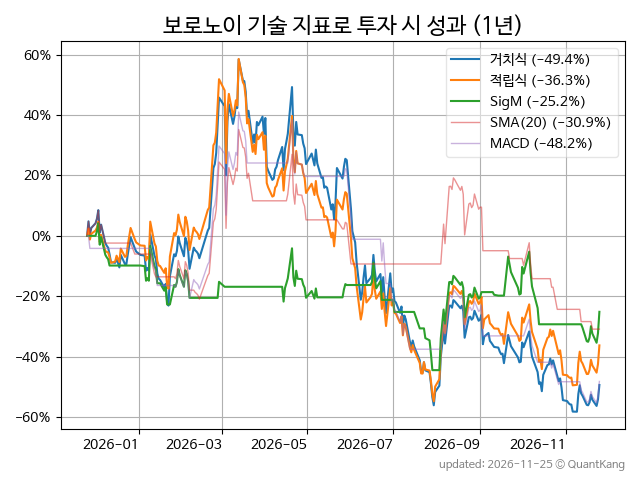 보로노이 기술 지표로 투자 시 성과 (1년)
거치식 (−49.4%)
적립식 (−36.3%)
SigM (−25.2%)
SMA(20) (−30.9%)
MACD (−48.2%)
60%
40%
20%
0%
−20%
−40%
−60%
2026-01
2026-03
2026-05
2026-07
2026-09
2026-11
updated: 2026-11-25 © QuantKang